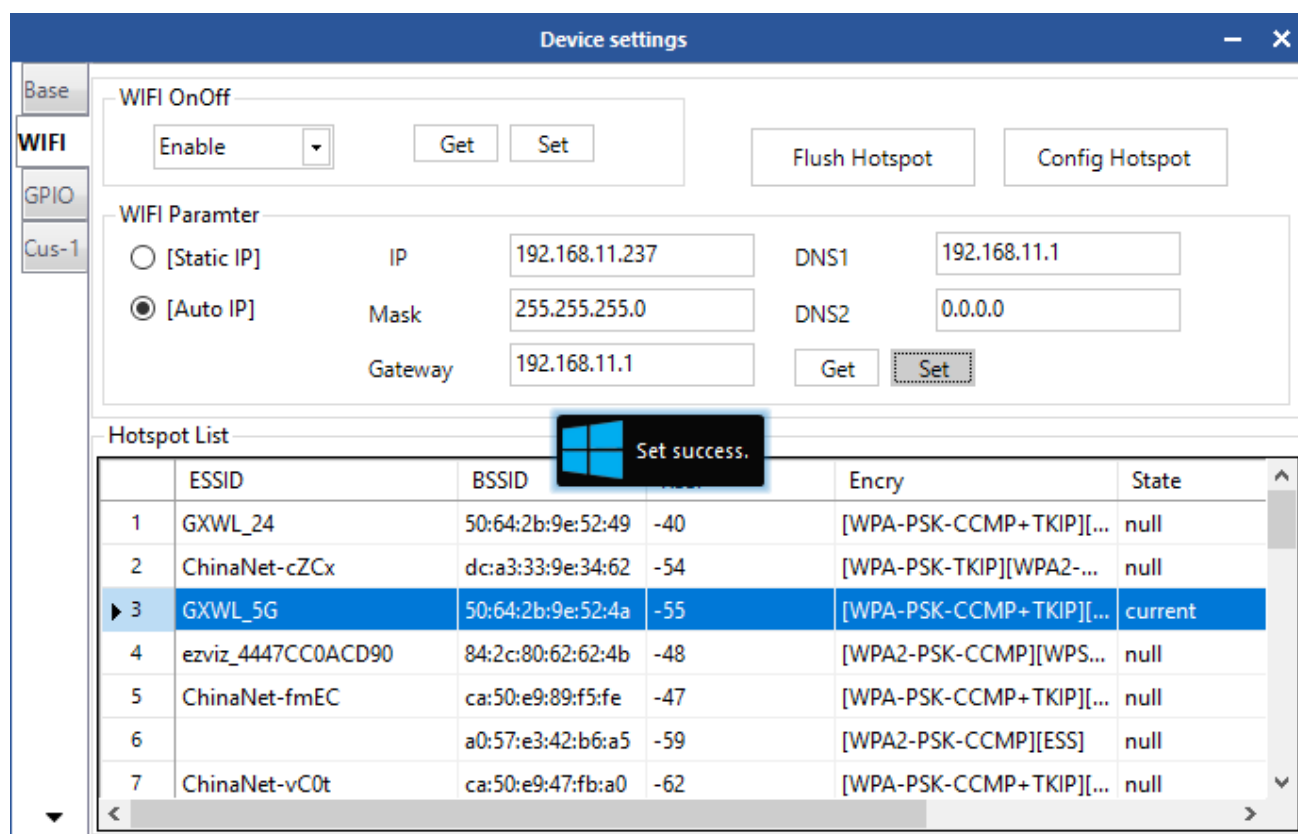 Device settings
Base
WIFI
GPIO
Cus-1
WIFI OnOff
Enable Get Set
Flush Hotspot Config Hotspot
WIFI Paramter
[Static IP] IP 192.168.11.237 DNS1 192.168.11.1
[Auto IP] Mask 255.255.255.0 DNS2 0.0.0.0
Gateway 192.168.11.1 Get Set
Set success.
Hotspot List
ESSID BSSID Encry State
1 GXWL_24 50:64:2b:9e:52:49 -40 [WPA-PSK-CCMP+TKIP][... null
2 ChinaNet-cZCx dc:a3:33:9e:34:62 -54 [WPA-PSK-TKIP][WPA2-... null
3 GXWL_5G 50:64:2b:9e:52:4a -55 [WPA-PSK-CCMP+TKIP][... current
4 ezviz_4447CC0ACD90 84:2c:80:62:62:4b -48 [WPA2-PSK-CCMP][WPS... null
5 ChinaNet-fmEC ca:50:e9:89:f5:fe -47 [WPA-PSK-CCMP+TKIP][... null
6 a0:57:e3:42:b6:a5 -59 [WPA2-PSK-CCMP][ESS] null
7 ChinaNet-vC0t ca:50:e9:47:fb:a0 -62 [WPA-PSK-CCMP+TKIP][... null